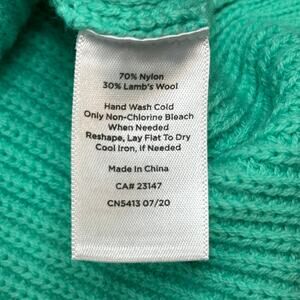 70% Nylon
30% Lamb's Wool
Hand Wash Cold
Only Non-Chlorine Bleach
When Needed
Reshape, Lay Flat To Dry
Cool Iron, If Needed
Made In China
CA# 23147
CN5413 07/20